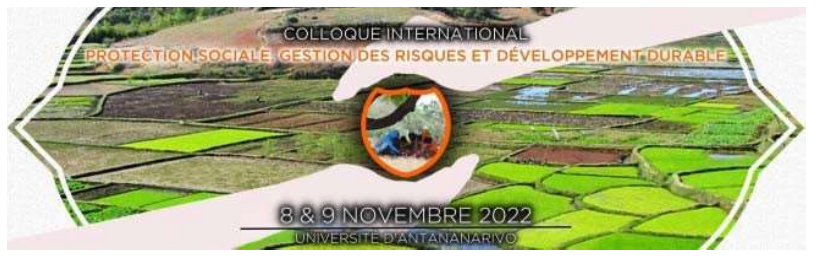 COLLOQUE INTERNATIONAL
PROTECTION SOCIALE, GESTION DES RISQUES ET DÉVELOPPEMENT DURABLE
8 & 9 NOVEMBRE 2022
UNIVERSITÉ D'ANTANANARIVO